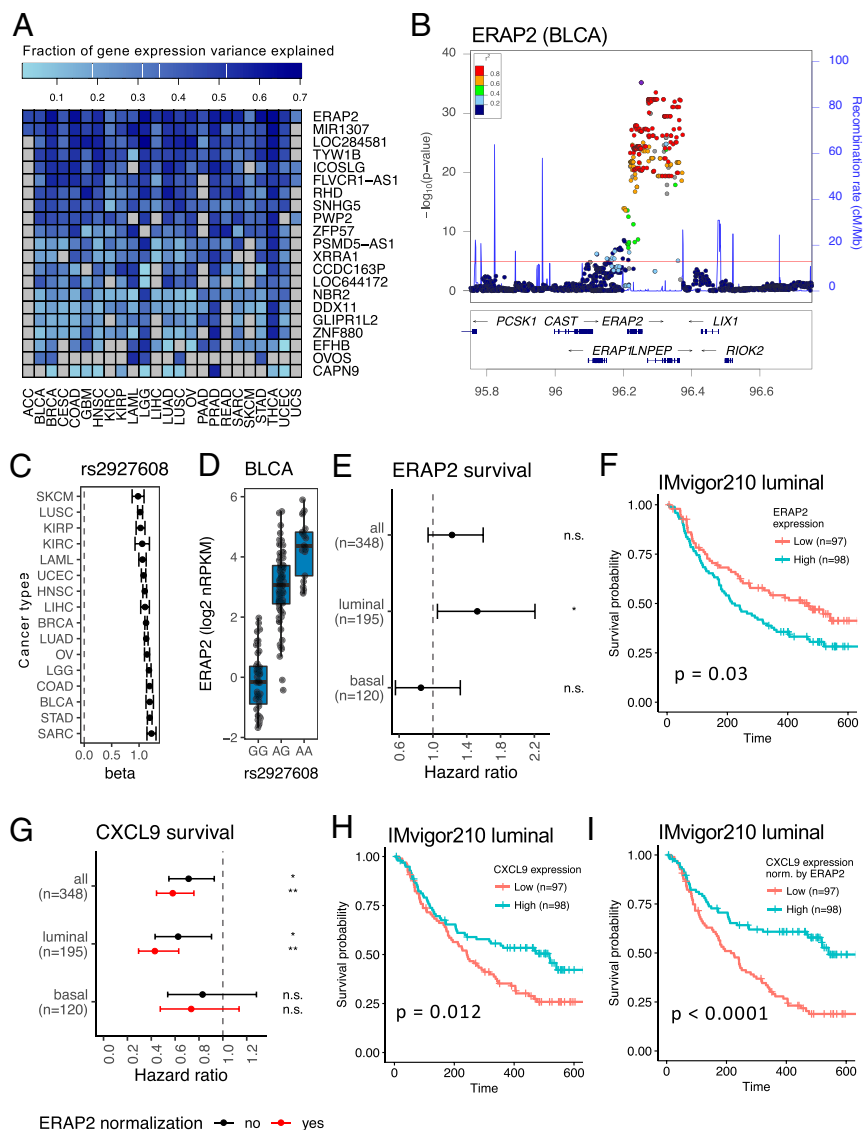 A
Fraction of gene expression variance explained
0.1 0.2 0.3 0.4 0.5 0.6 0.7
ERAP2
MIR1307
LOC284581
TYW1B
ICOSLG
FLVCR1−AS1
RHD
SNHG5
PWP2
ZFP57
PSMD5−AS1
XRRA1
CCDC163P
LOC644172
NBR2
DDX11
GLIPR1L2
ZNF880
EFHB
OVOS
CAPN9
ACC BLCA BRCA CESC COAD GBM HNSC KIRC KIRP LAML LGG LIHC LUAD LUSC OV PAAD PRAD READ SARC SKCM STAD THCA UCEC UCS
B
ERAP2 (BLCA)
r²
0.8
0.6
0.4
0.2
40
30
20
10
0
−log10(p−value)
100
80
60
40
20
0
Recombination rate (cM/Mb)
PCSK1 CAST ERAP2 LIX1
ERAP1 LNPEP RIOK2
95.8 96 96.2 96.4 96.6
C
rs2927608
Cancer types
SKCM
LUSC
KIRP
KIRC
LAML
UCEC
HNSC
LIHC
BRCA
LUAD
OV
LGG
COAD
BLCA
STAD
SARC
0.0 1.0
beta
D
BLCA
ERAP2 (log2 nRPKM)
6
4
2
0
−2
GG AG AA
rs2927608
E
ERAP2 survival
all
(n=348)
n.s.
luminal
(n=195)
*
basal
(n=120)
n.s.
0.6 1.0 1.4 1.8 2.2
Hazard ratio
F
IMvigor210 luminal
ERAP2
expression
Low (n=97)
High (n=98)
Survival probability
1.00
0.75
0.50
0.25
0.00
p = 0.03
0 200 400 600
Time
G
CXCL9 survival
all
(n=348)
*
**
luminal
(n=195)
*
**
basal
(n=120)
n.s.
n.s.
0.0 0.2 0.4 0.6 0.8 1.0 1.2
Hazard ratio
ERAP2 normalization no yes
H
IMvigor210 luminal
CXCL9 expression
Low (n=97)
High (n=98)
Survival probability
1.00
0.75
0.50
0.25
0.00
p = 0.012
0 200 400 600
Time
I
IMvigor210 luminal
CXCL9 expression
norm. by ERAP2
Low (n=97)
High (n=98)
Survival probability
1.00
0.75
0.50
0.25
0.00
p < 0.0001
0 200 400 600
Time